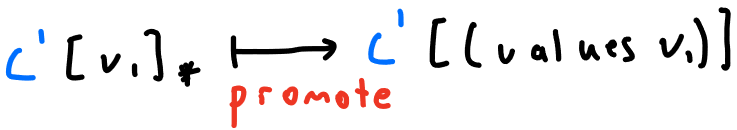 C' [v₁]* ⟼ C' [(values v₁)]
promote